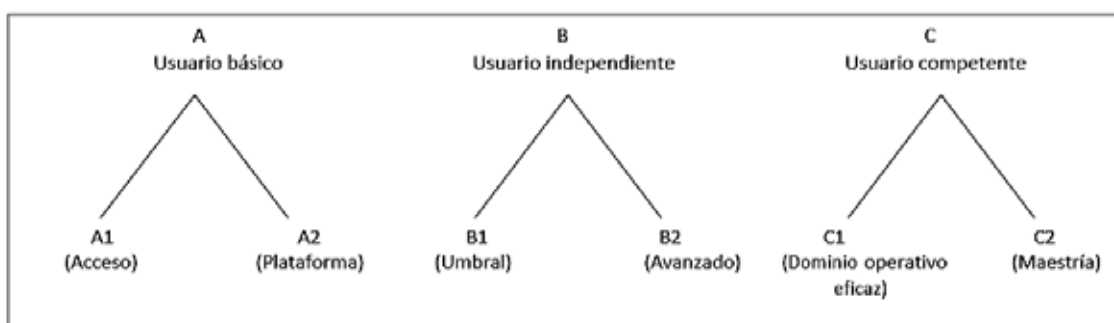 A B C
Usuario básico Usuario independiente Usuario competente
A1 A2 B1 B2 C1 C2
(Acceso) (Plataforma) (Umbral) (Avanzado) (Dominio operativo (Maestría)
eficaz)